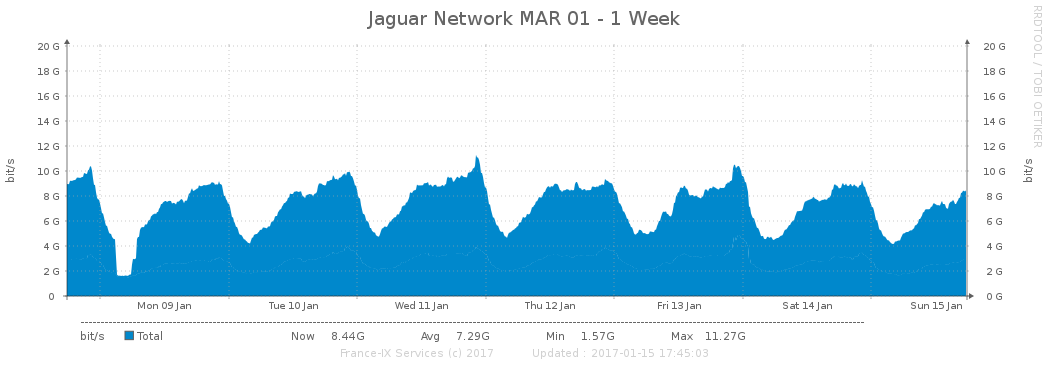 Jaguar Network MAR 01 - 1 Week
RRDTOOL / TOBI OETIKER
bit/s
bit/s
20 G 20 G
18 G 18 G
16 G 16 G
14 G 14 G
12 G 12 G
10 G 10 G
8 G 8 G
6 G 6 G
4 G 4 G
2 G 2 G
0 0 G
Mon 09 Jan Tue 10 Jan Wed 11 Jan Thu 12 Jan Fri 13 Jan Sat 14 Jan Sun 15 Jan
bit/s Total Now 8.44G Avg 7.29G Min 1.57G Max 11.27G
France-IX Services (c) 2017 Updated : 2017-01-15 17:45:03